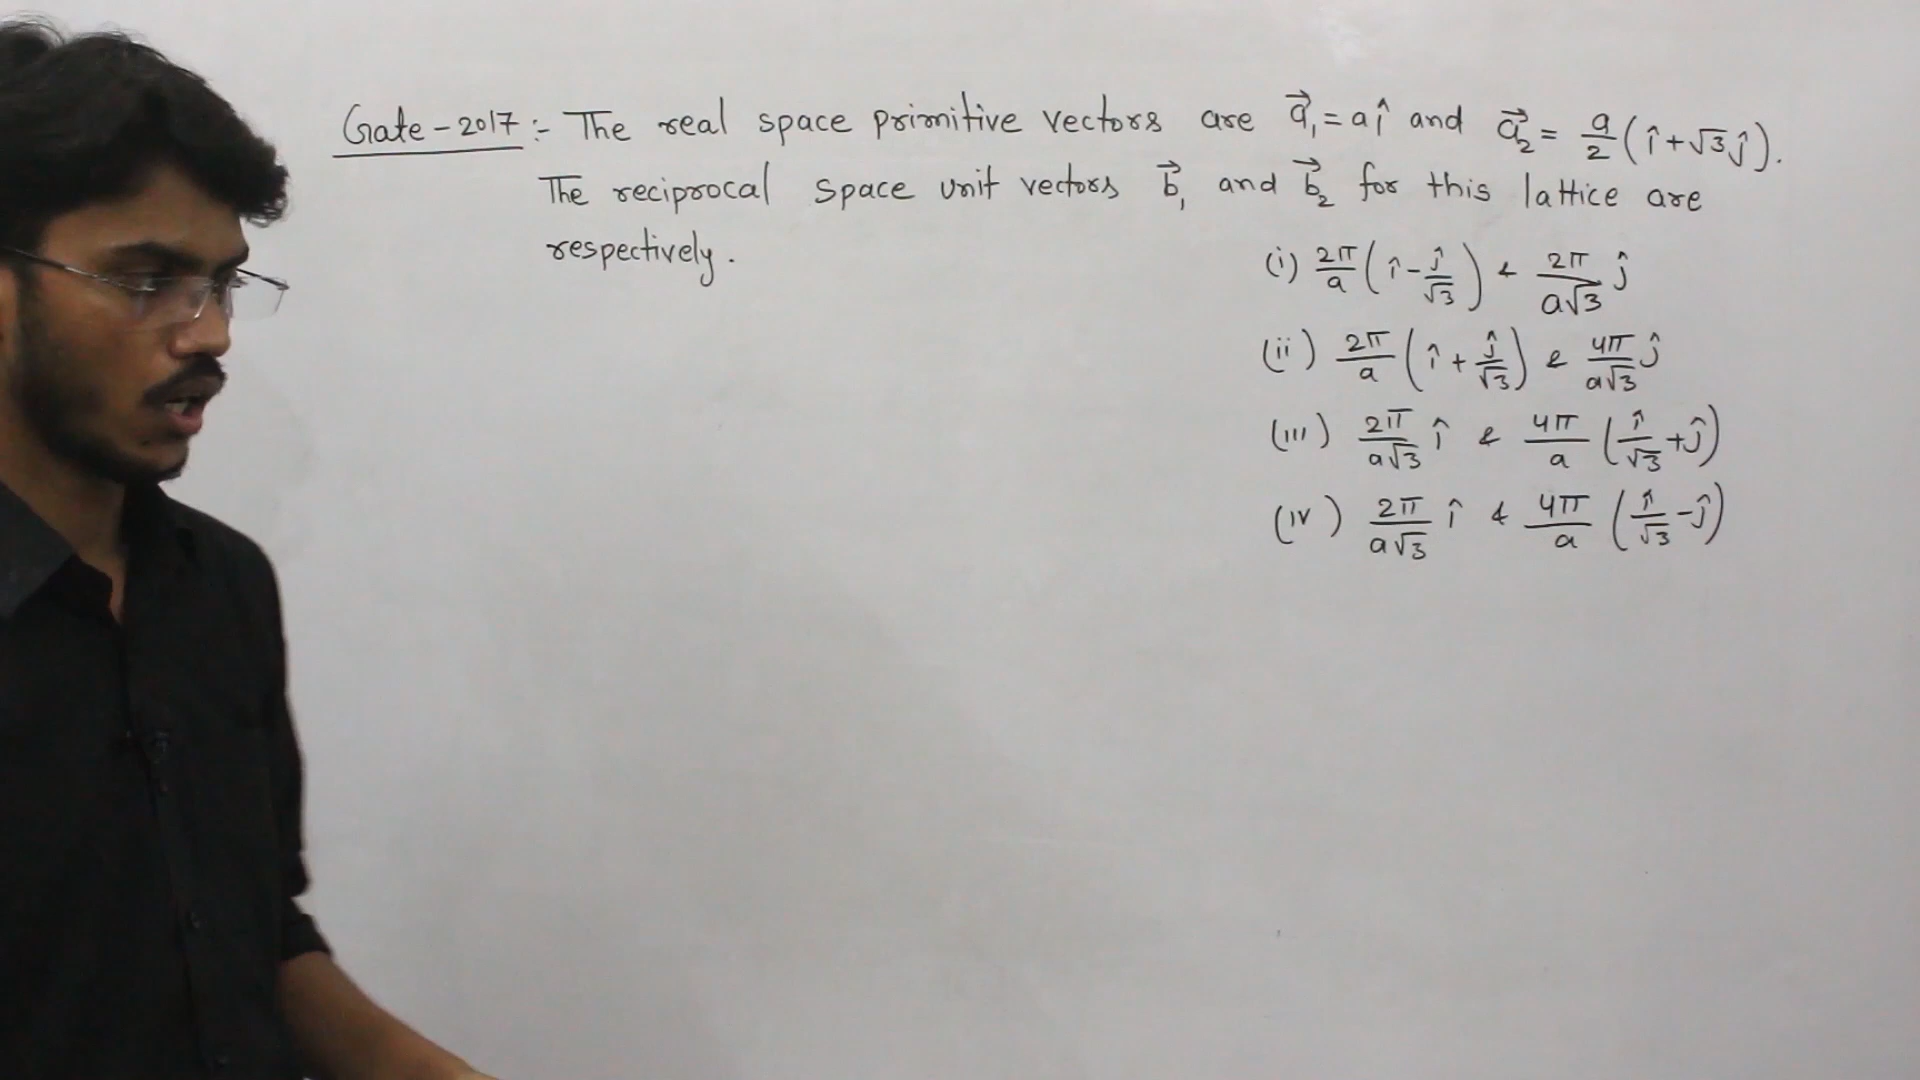 Gate-2017 :- The real space primitive vectors are a⃗₁ = aî and a⃗₂ = a/2 (î + √3ĵ).
The reciprocal space unit vectors b⃗₁ and b⃗₂ for this lattice are
respectively.
(i) 2π/a (î - ĵ/√3) & 2π/a√3 ĵ
(ii) 2π/a (î + ĵ/√3) & 4π/a√3 ĵ
(iii) 2π/a√3 î & 4π/a (î/√3 + ĵ)
(iv) 2π/a√3 î & 4π/a (î/√3 - ĵ)